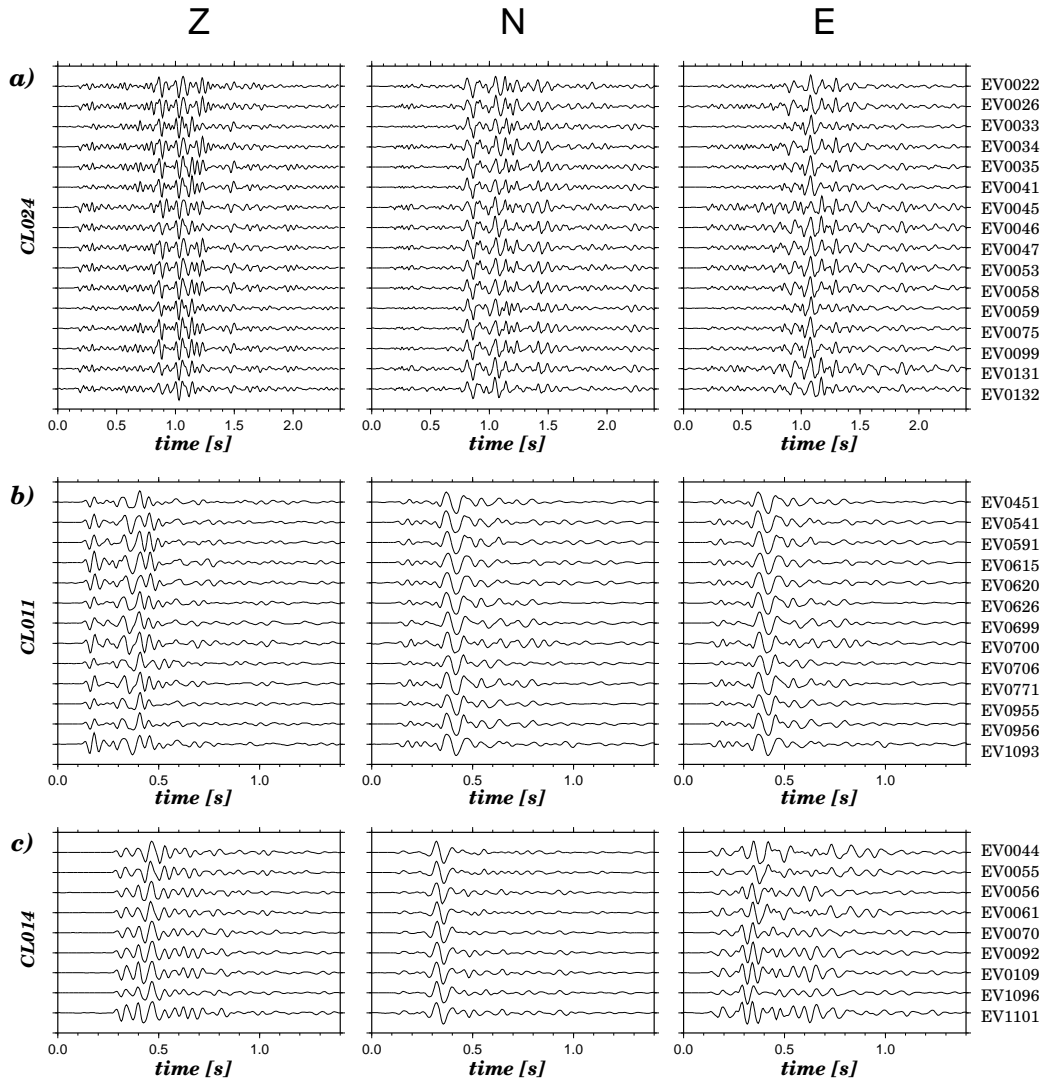 Z N E
a)
CL024
EV0022
EV0026
EV0033
EV0034
EV0035
EV0041
EV0045
EV0046
EV0047
EV0053
EV0058
EV0059
EV0075
EV0099
EV0131
EV0132
0.0 0.5 1.0 1.5 2.0 0.0 0.5 1.0 1.5 2.0 0.0 0.5 1.0 1.5 2.0
time [s] time [s] time [s]
b)
CL011
EV0451
EV0541
EV0591
EV0615
EV0620
EV0626
EV0699
EV0700
EV0706
EV0771
EV0955
EV0956
EV1093
0.0 0.5 1.0 0.0 0.5 1.0 0.0 0.5 1.0
time [s] time [s] time [s]
c)
CL014
EV0044
EV0055
EV0056
EV0061
EV0070
EV0092
EV0109
EV1096
EV1101
0.0 0.5 1.0 0.0 0.5 1.0 0.0 0.5 1.0
time [s] time [s] time [s]